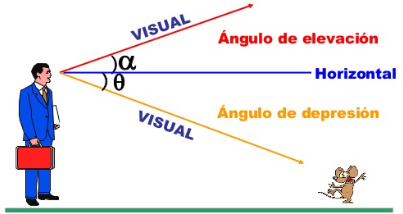 VISUAL
Ángulo de elevación
α
Horizontal
θ
Ángulo de depresión
VISUAL